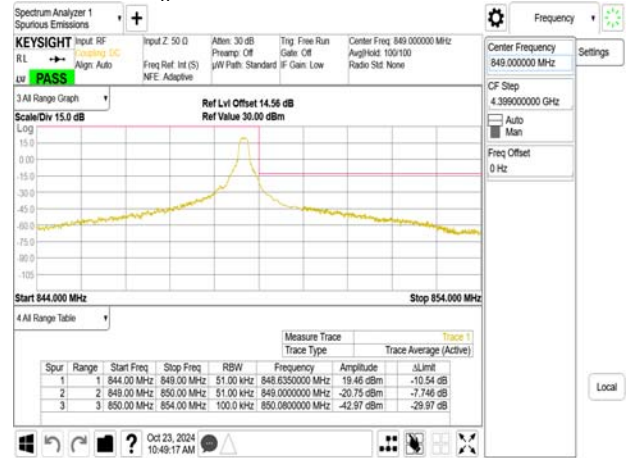 Spectrum Analyzer 1
Spurious Emissions
Frequency
KEYSIGHT Input: RF Input Z: 50 Ω Atten: 30 dB Trig: Free Run Center Freq: 849.000000 MHz
Coupling: DC Preamp: Off Gate: Off Avg|Hold: 100/100
RL Align: Auto Freq Ref: Int (S) µW Path: Standard IF Gain: Low Radio Std: None
NFE: Adaptive
LW PASS
Center Frequency
849.000000 MHz
Settings
CF Step
4.399000000 GHz
Auto
Man
Freq Offset
0 Hz
3 All Range Graph
Ref Lvl Offset 14.56 dB
Scale/Div 15.0 dB Ref Value 30.00 dBm
Log
15.0
0.00
-15.0
-30.0
-45.0
-60.0
-75.0
-90.0
-105
Start 844.000 MHz Stop 854.000 MHz
4 All Range Table
Measure Trace Trace 1
Trace Type Trace Average (Active)
Spur Range Start Freq Stop Freq RBW Frequency Amplitude ΔLimit
1 1 844.00 MHz 849.00 MHz 51.00 kHz 848.6350000 MHz 19.46 dBm -10.54 dB
2 2 849.00 MHz 850.00 MHz 51.00 kHz 849.0000000 MHz -20.75 dBm -7.746 dB
3 3 850.00 MHz 854.00 MHz 100.0 kHz 850.0800000 MHz -42.97 dBm -29.97 dB
Local
Oct 23, 2024
10:49:17 AM